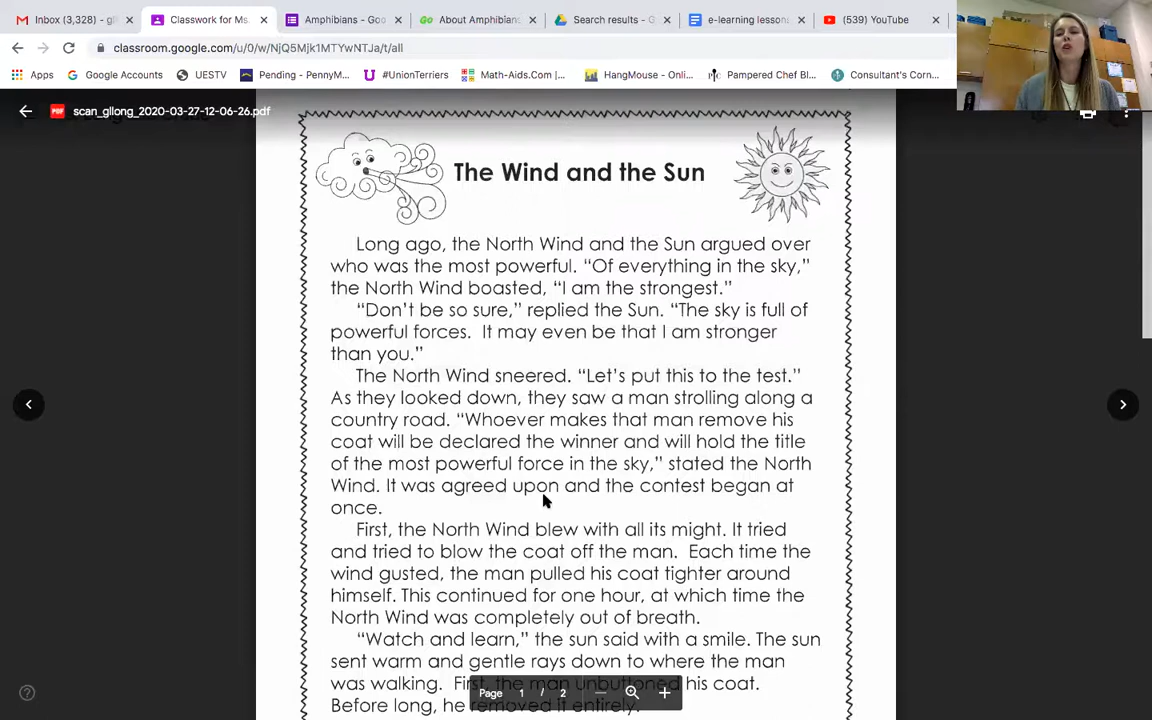 Inbox (3,328) - gll
Classwork for Ms.
Amphibians - Goo
Go About Amphibian
Search results - G
e-learning lesson
(539) YouTube
classroom.google.com/u/0/w/NjQ5Mjk1MTYwNTJa/t/all
Apps
Google Accounts
UESTV
Pending - PennyM...
#UnionTerriers
Math-Aids.Com |...
HangMouse - Onli...
Pampered Chef Bl...
Consultant's Corn...
PDF scan_gllong_2020-03-27-12-06-26.pdf
The Wind and the Sun
Long ago, the North Wind and the Sun argued over
who was the most powerful. “Of everything in the sky,”
the North Wind boasted, “I am the strongest.”
“Don’t be so sure,” replied the Sun. “The sky is full of
powerful forces. It may even be that I am stronger
than you.”
The North Wind sneered. “Let’s put this to the test.”
As they looked down, they saw a man strolling along a
country road. “Whoever makes that man remove his
coat will be declared the winner and will hold the title
of the most powerful force in the sky,” stated the North
Wind. It was agreed upon and the contest began at
once.
First, the North Wind blew with all its might. It tried
and tried to blow the coat off the man. Each time the
wind gusted, the man pulled his coat tighter around
himself. This continued for one hour, at which time the
North Wind was completely out of breath.
“Watch and learn,” the sun said with a smile. The sun
sent warm and gentle rays down to where the man
was walking. First, the man unbuttoned his coat.
Before long, he removed it entirely.
Page 1 / 2